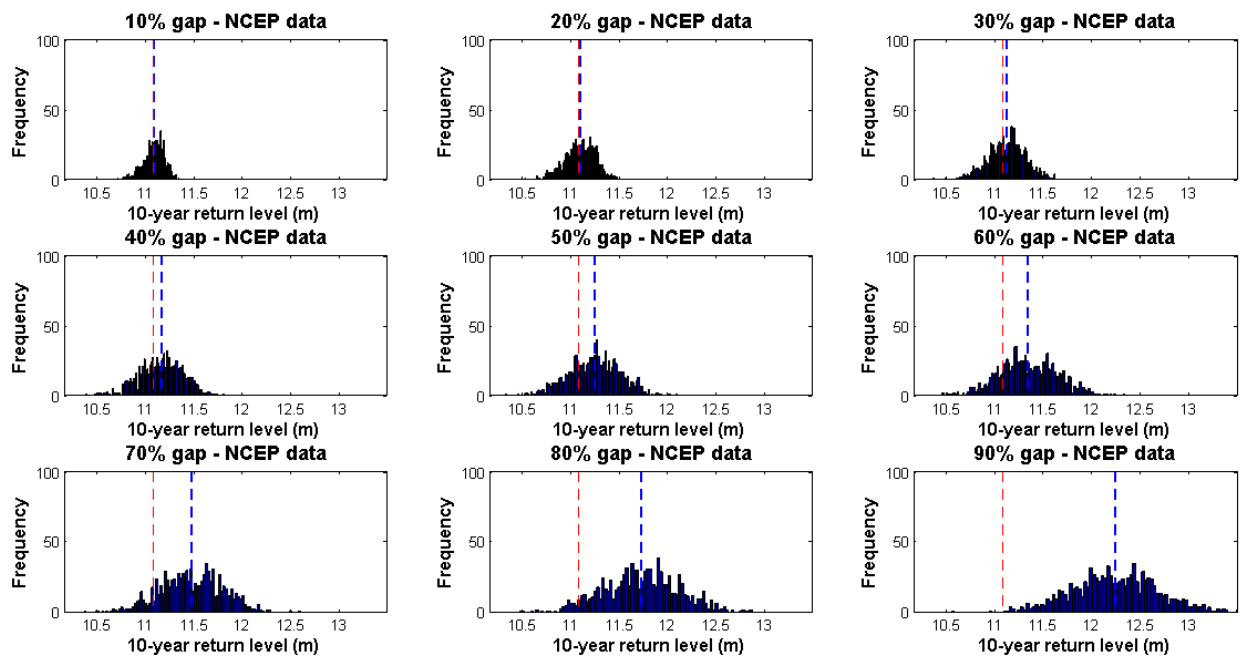 10% gap - NCEP data
20% gap - NCEP data
30% gap - NCEP data
100
50
0
Frequency
10.5 11 11.5 12 12.5 13
10-year return level (m)
100
50
0
Frequency
10.5 11 11.5 12 12.5 13
10-year return level (m)
100
50
0
Frequency
10.5 11 11.5 12 12.5 13
10-year return level (m)
40% gap - NCEP data
50% gap - NCEP data
60% gap - NCEP data
100
50
0
Frequency
10.5 11 11.5 12 12.5 13
10-year return level (m)
100
50
0
Frequency
10.5 11 11.5 12 12.5 13
10-year return level (m)
100
50
0
Frequency
10.5 11 11.5 12 12.5 13
10-year return level (m)
70% gap - NCEP data
80% gap - NCEP data
90% gap - NCEP data
100
50
0
Frequency
10.5 11 11.5 12 12.5 13
10-year return level (m)
100
50
0
Frequency
10.5 11 11.5 12 12.5 13
10-year return level (m)
100
50
0
Frequency
10.5 11 11.5 12 12.5 13
10-year return level (m)